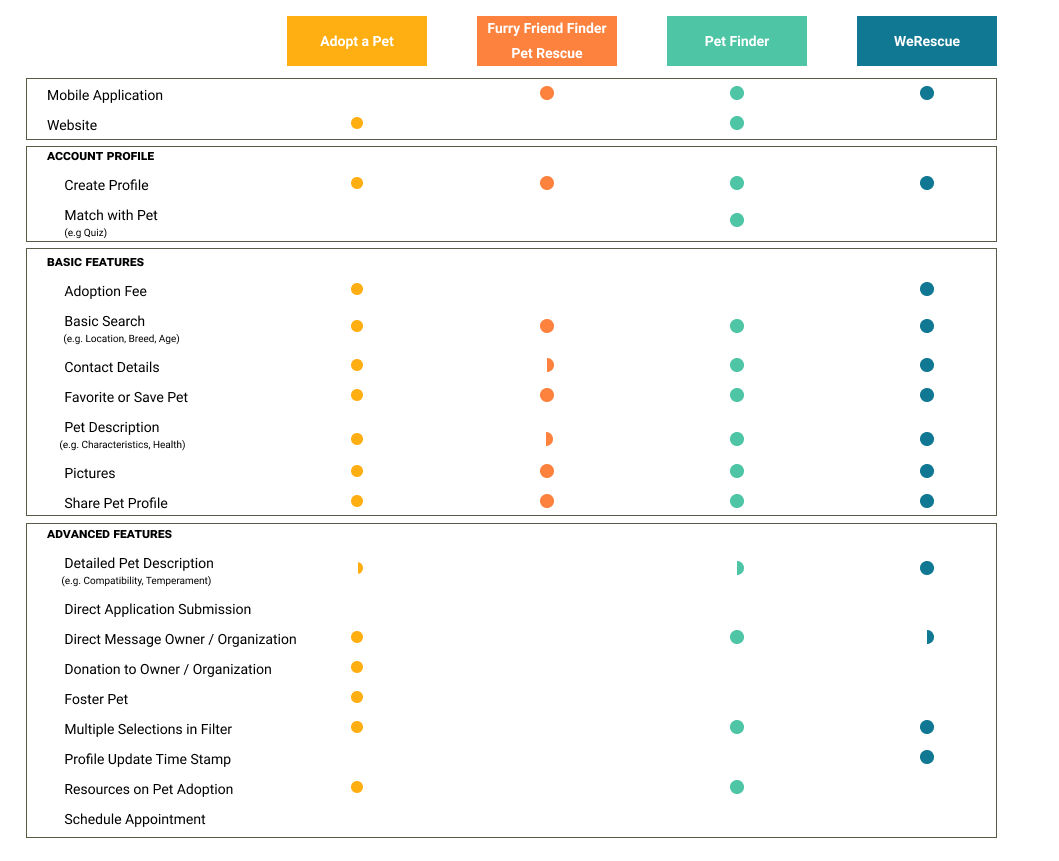 Adopt a Pet
Furry Friend Finder
Pet Rescue
Pet Finder
WeRescue
Mobile Application
Website
ACCOUNT PROFILE
Create Profile
Match with Pet
(e.g Quiz)
BASIC FEATURES
Adoption Fee
Basic Search
(e.g. Location, Breed, Age)
Contact Details
Favorite or Save Pet
Pet Description
(e.g. Characteristics, Health)
Pictures
Share Pet Profile
ADVANCED FEATURES
Detailed Pet Description
(e.g. Compatibility, Temperament)
Direct Application Submission
Direct Message Owner / Organization
Donation to Owner / Organization
Foster Pet
Multiple Selections in Filter
Profile Update Time Stamp
Resources on Pet Adoption
Schedule Appointment